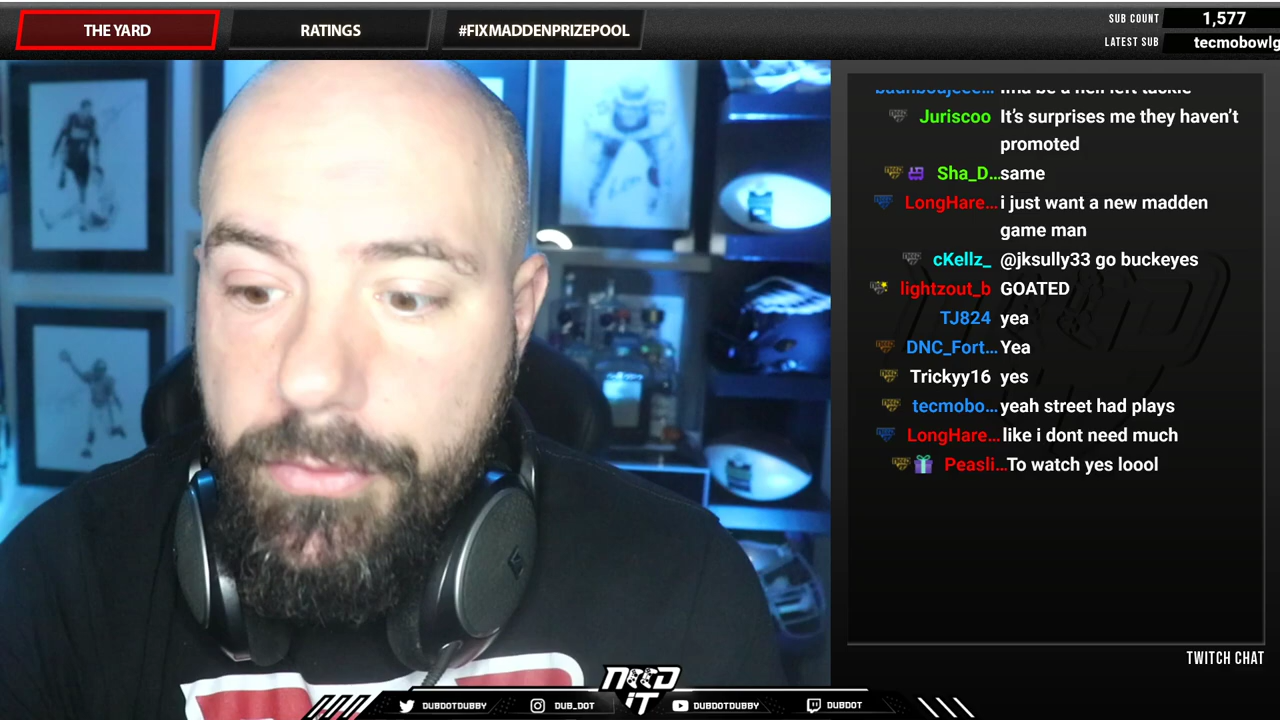 THE YARD
RATINGS
#FIXMADDENPRIZEPOOL
SUB COUNT 1,577
LATEST SUB tecmobowlg
Juriscoo It’s surprises me they haven’t
promoted
Sha_D... same
LongHare... i just want a new madden
game man
cKellz_ @jksully33 go buckeyes
lightzout_b GOATED
TJ824 yea
DNC_Fort... Yea
Trickyy16 yes
tecmobo... yeah street had plays
LongHare... like i dont need much
Peasli... To watch yes loool
TWITCH CHAT
NEED
IT
DUBDOTDUBBY
DUB_DOT
DUBDOTDUBBY
DUBDOT